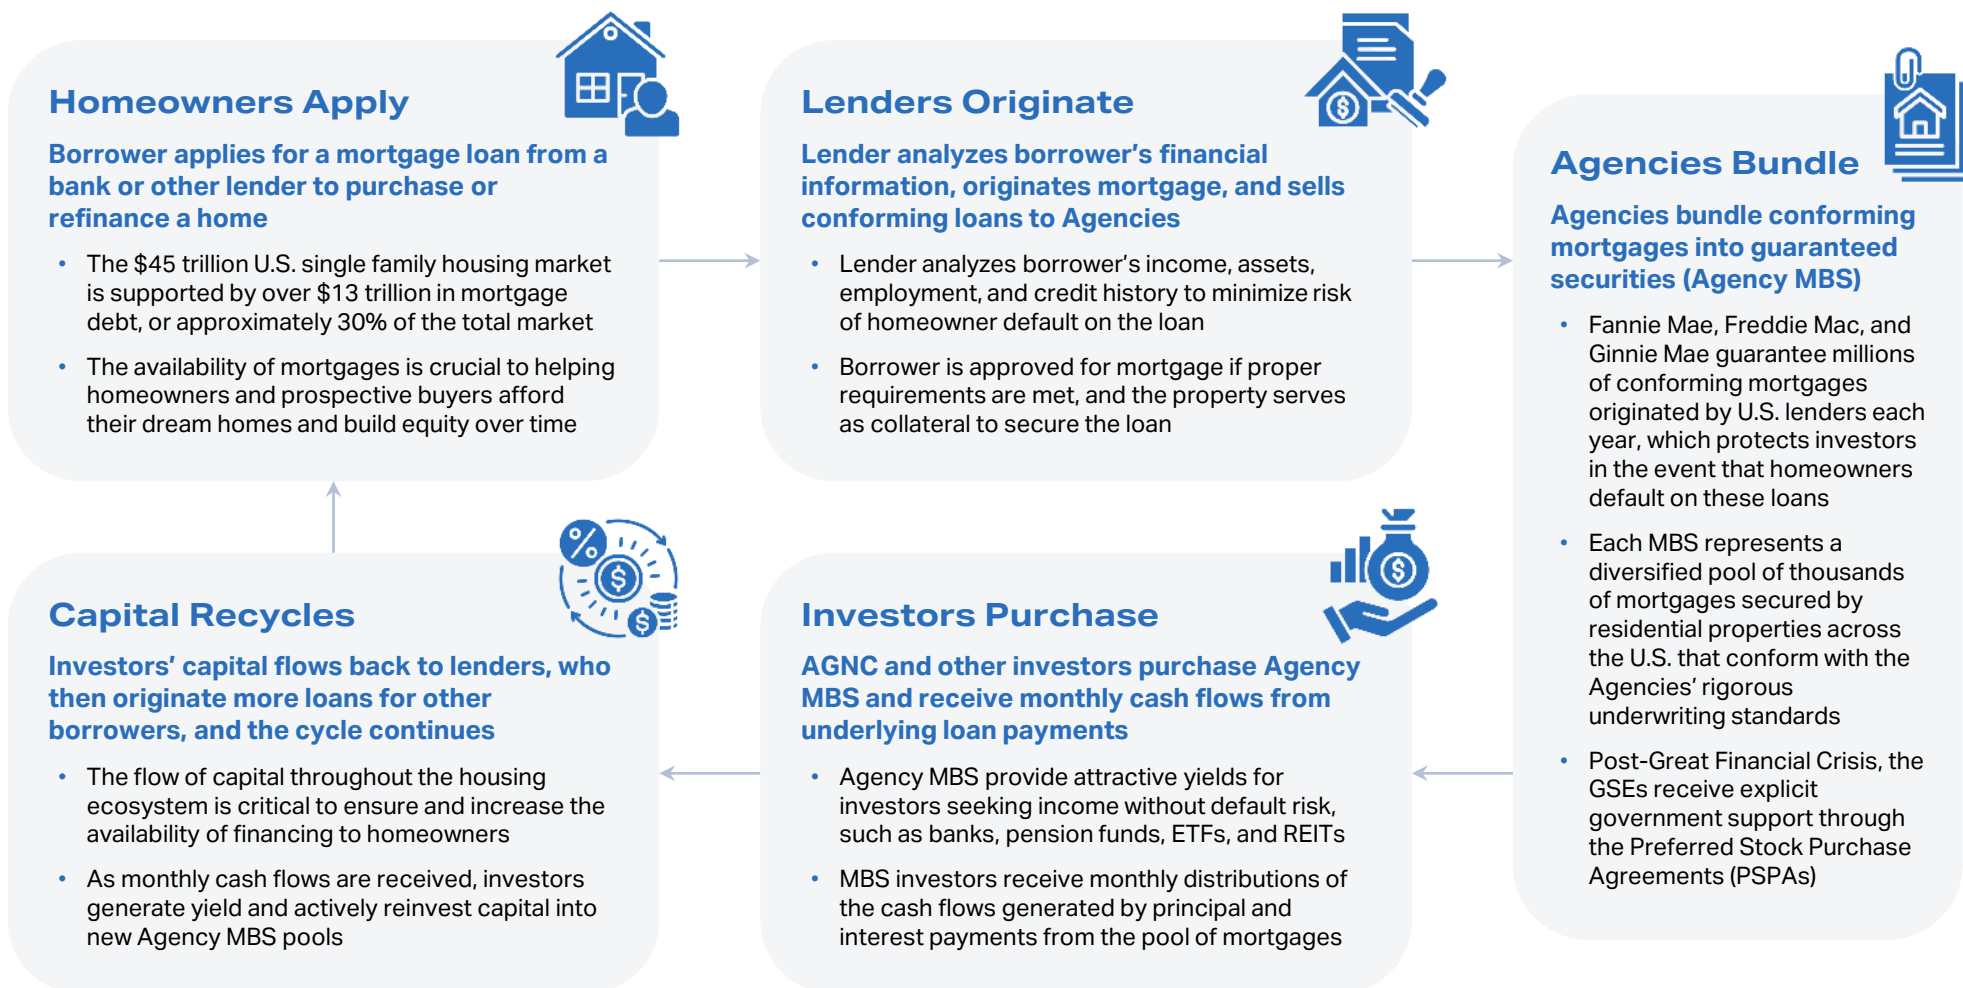 Homeowners Apply
Borrower applies for a mortgage loan from a
bank or other lender to purchase or
refinance a home
• The $45 trillion U.S. single family housing market
is supported by over $13 trillion in mortgage
debt, or approximately 30% of the total market
• The availability of mortgages is crucial to helping
homeowners and prospective buyers afford
their dream homes and build equity over time
Lenders Originate
Lender analyzes borrower's financial
information, originates mortgage, and sells
conforming loans to Agencies
• Lender analyzes borrower's income, assets,
employment, and credit history to minimize risk
of homeowner default on the loan
• Borrower is approved for mortgage if proper
requirements are met, and the property serves
as collateral to secure the loan
Agencies Bundle
Agencies bundle conforming
mortgages into guaranteed
securities (Agency MBS)
• Fannie Mae, Freddie Mac, and
Ginnie Mae guarantee millions
of conforming mortgages
originated by U.S. lenders each
year, which protects investors
in the event that homeowners
default on these loans
• Each MBS represents a
diversified pool of thousands
of mortgages secured by
residential properties across
the U.S. that conform with the
Agencies' rigorous
underwriting standards
• Post-Great Financial Crisis, the
GSEs receive explicit
government support through
the Preferred Stock Purchase
Agreements (PSPAs)
Investors Purchase
AGNC and other investors purchase Agency
MBS and receive monthly cash flows from
underlying loan payments
• Agency MBS provide attractive yields for
investors seeking income without default risk,
such as banks, pension funds, ETFs, and REITs
• MBS investors receive monthly distributions of
the cash flows generated by principal and
interest payments from the pool of mortgages
Capital Recycles
Investors' capital flows back to lenders, who
then originate more loans for other
borrowers, and the cycle continues
• The flow of capital throughout the housing
ecosystem is critical to ensure and increase the
availability of financing to homeowners
• As monthly cash flows are received, investors
generate yield and actively reinvest capital into
new Agency MBS pools